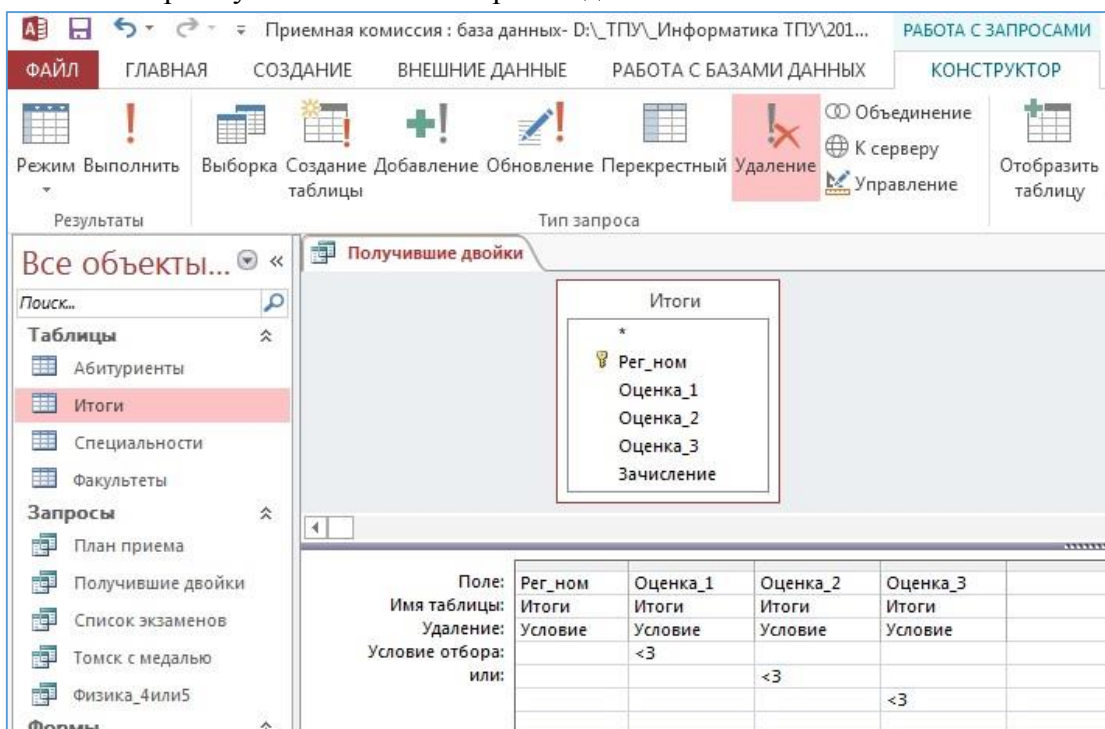 Приемная комиссия : база данных- D:\_ТПУ\_Информатика ТПУ\201...
РАБОТА С ЗАПРОСАМИ
ФАЙЛ ГЛАВНАЯ СОЗДАНИЕ ВНЕШНИЕ ДАННЫЕ РАБОТА С БАЗАМИ ДАННЫХ КОНСТРУКТОР
Режим Выполнить Выборка Создание таблицы Добавление Обновление Перекрестный Удаление
Объединение
К серверу
Управление
Отобразить таблицу
Результаты Тип запроса
Все объекты... «
Поиск...
Таблицы
Абитуриенты
Итоги
Специальности
Факультеты
Запросы
План приема
Получившие двойки
Список экзаменов
Томск с медалью
Физика_4или5
Формы
Получившие двойки
Итоги
*
Рег_ном
Оценка_1
Оценка_2
Оценка_3
Зачисление
Поле: Рег_ном Оценка_1 Оценка_2 Оценка_3
Имя таблицы: Итоги Итоги Итоги Итоги
Удаление: Условие Условие Условие Условие
Условие отбора: <3
или: <3
<3